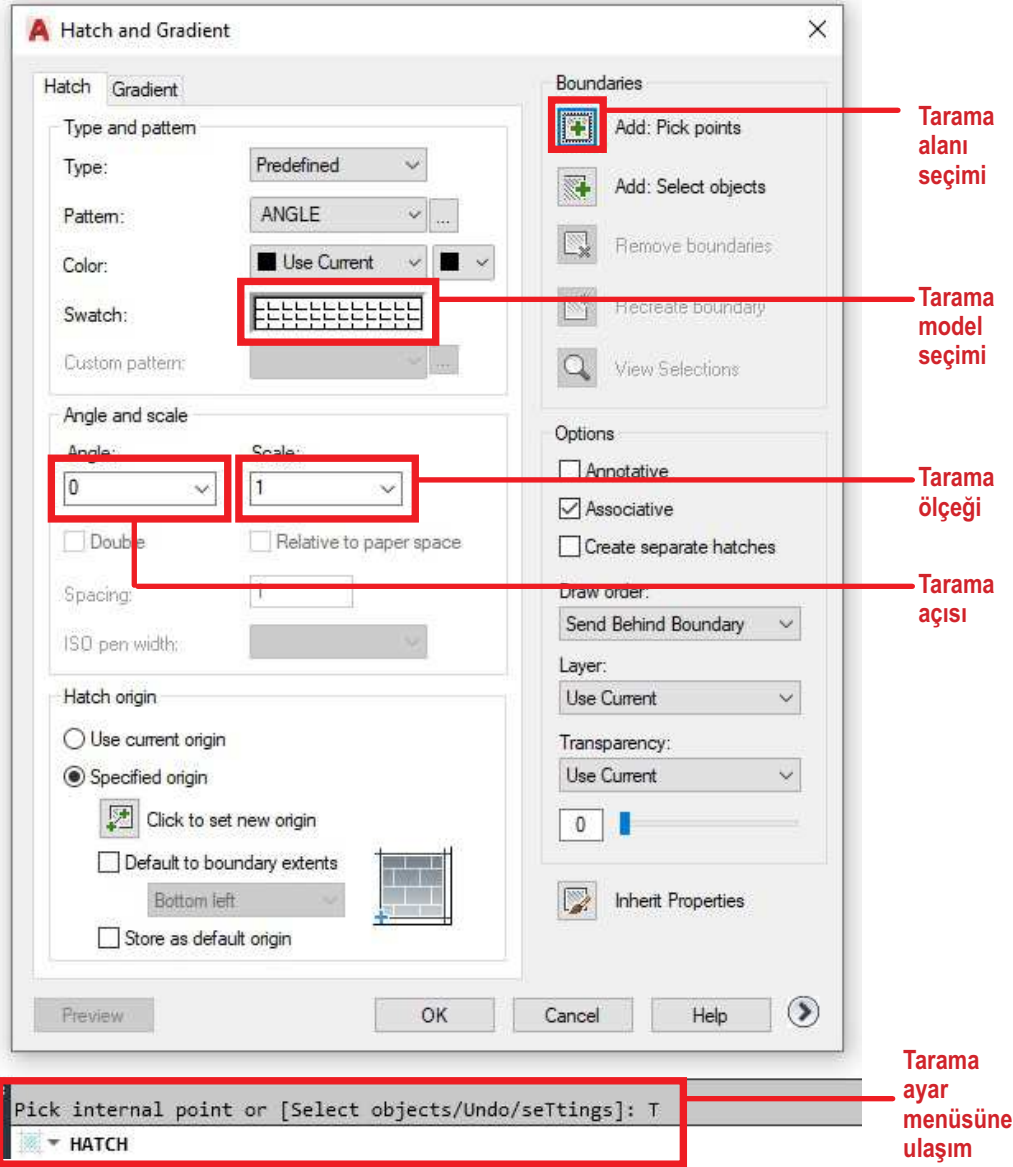 Hatch and Gradient
Hatch Gradient
Type and pattern
Type: Predefined
Pattern: ANGLE ...
Color: Use Current
Swatch:
Custom pattern: ...
Angle and scale
Angle: Scale:
0 1
Double Relative to paper space
Spacing: 1
ISO pen width:
Hatch origin
Use current origin
Specified origin
Click to set new origin
Default to boundary extents
Bottom left
Store as default origin
Boundaries
Add: Pick points
Add: Select objects
Remove boundaries
Recreate boundary
View Selections
Options
Annotative
Associative
Create separate hatches
Draw order:
Send Behind Boundary
Layer:
Use Current
Transparency:
Use Current
0
Inherit Properties
Preview OK Cancel Help
Tarama
alanı
seçimi
Tarama
model
seçimi
Tarama
ölçeği
Tarama
açısı
Tarama
ayar
menüsüne
ulaşım
Pick internal point or [Select objects/Undo/seTtings]: T
HATCH